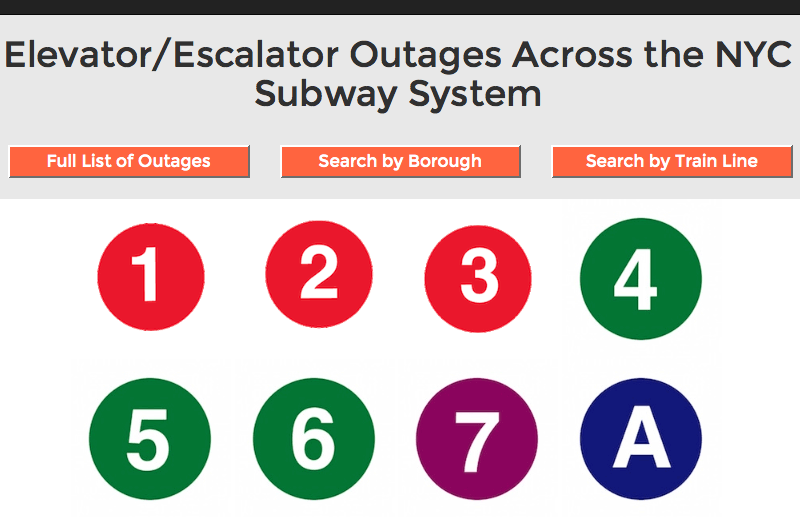 Elevator/Escalator Outages Across the NYC
Subway System
Full List of Outages
Search by Borough
Search by Train Line
1 2 3 4
5 6 7 A